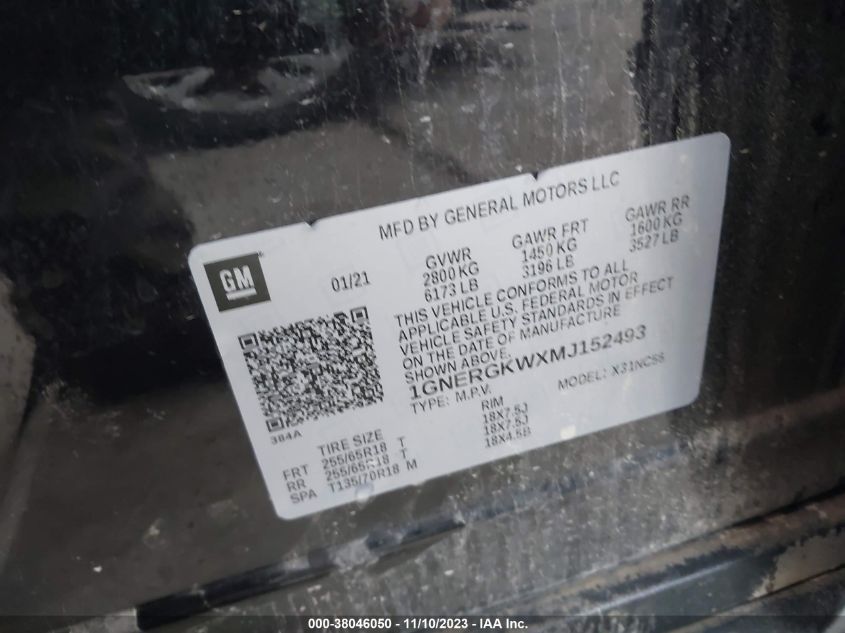 MFD BY GENERAL MOTORS LLC
GM
01/21
GVWR
2800 KG
6173 LB
GAWR FRT
1450 KG
3196 LB
GAWR RR
1600 KG
3527 LB
THIS VEHICLE CONFORMS TO ALL
APPLICABLE U.S. FEDERAL MOTOR
VEHICLE SAFETY STANDARDS IN EFFECT
ON THE DATE OF MANUFACTURE
SHOWN ABOVE.
1GNERGKWXMJ152493
TYPE: M.P.V. MODEL:
384A
TIRE SIZE RIM
FRT 255/65R18 T 18X7.5J
RR 255/65R18 T 18X7.5J
SPA T135/70R18 M 18X4.5B
000-38046050 - 11/10/2023 - IAA Inc.